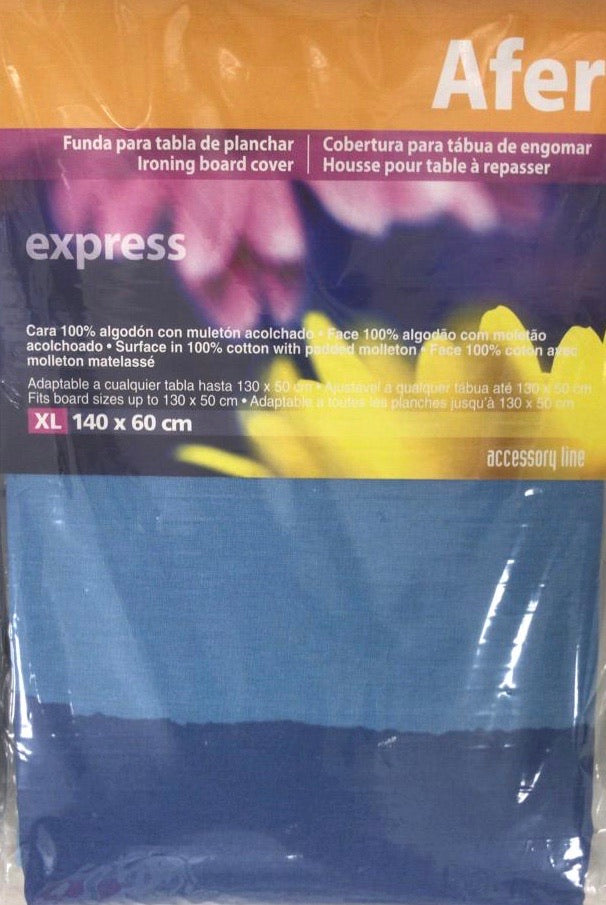 Afer
Funda para tabla de planchar
Ironing board cover
Cobertura para tábua de engomar
Housse pour table à repasser
express
Cara 100% algodón con muletón acolchado • Face 100% algodão com moletão
acolchoado • Surface in 100% cotton with padded molleton • Face 100% coton avec
molleton matelassé
Adaptable a cualquier tabla hasta 130 x 50 cm • Ajustável a qualquer tábua até 130 x 50 cm
Fits board sizes up to 130 x 50 cm • Adaptable a toutes les planches jusqu'à 130 x 50 cm
XL 140 x 60 cm
accessory line